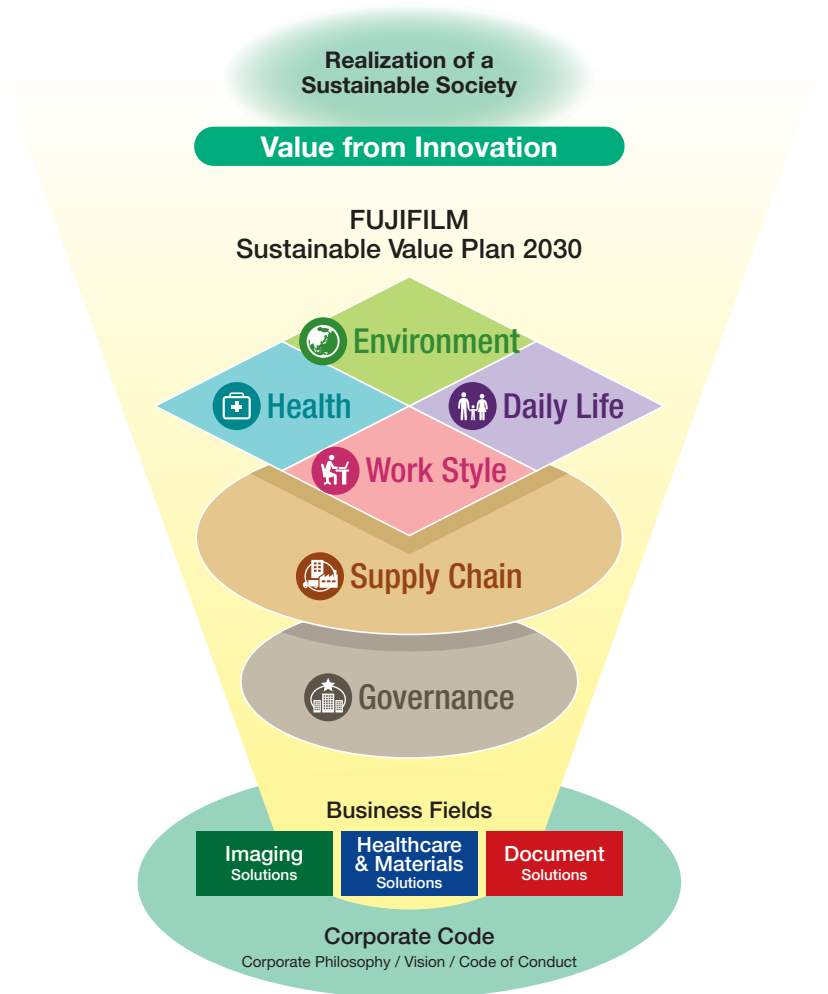 Realization of a
Sustainable Society
Value from Innovation
FUJIFILM
Sustainable Value Plan 2030
Environment
Health
Daily Life
Work Style
Supply Chain
Governance
Business Fields
Imaging
Solutions
Healthcare
& Materials
Solutions
Document
Solutions
Corporate Code
Corporate Philosophy / Vision / Code of Conduct